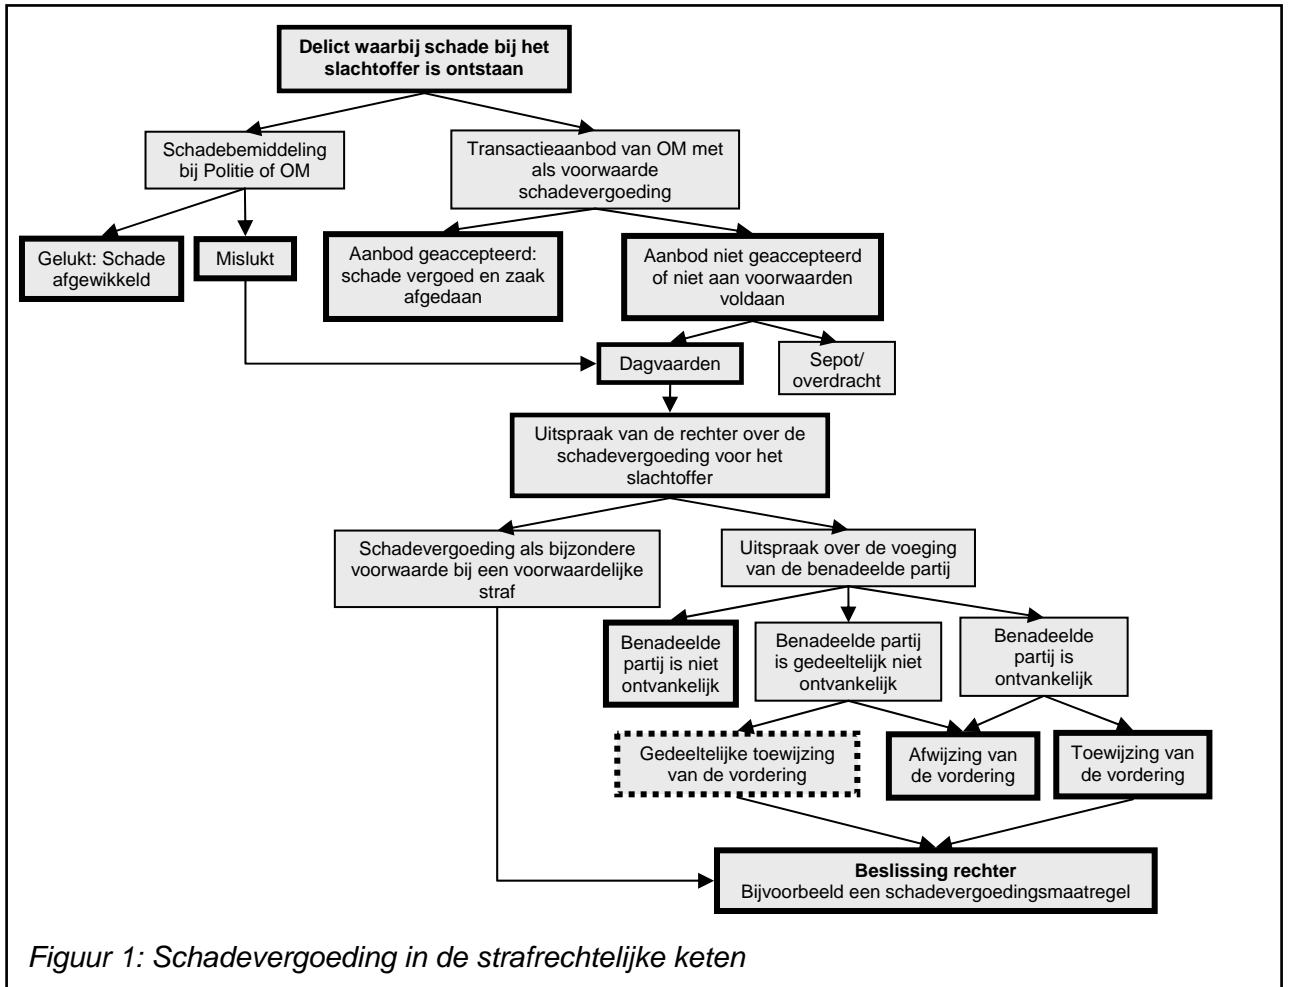 Delict waarbij schade bij het
slachtoffer is ontstaan
Schadebemiddeling
bij Politie of OM
Transactieaanbod van OM met
als voorwaarde
schadevergoeding
Gelukt: Schade
afgewikkeld
Mislukt
Aanbod geaccepteerd:
schade vergoed en zaak
afgedaan
Aanbod niet geaccepteerd
of niet aan voorwaarden
voldaan
Dagvaarden
Sepot/
overdracht
Uitspraak van de rechter over de
schadevergoeding voor het
slachtoffer
Schadevergoeding als bijzondere
voorwaarde bij een voorwaardelijke
straf
Uitspraak over de voeging
van de benadeelde partij
Benadeelde
partij is niet
ontvankelijk
Benadeelde partij
is gedeeltelijk niet
ontvankelijk
Benadeelde
partij is
ontvankelijk
Gedeeltelijke toewijzing
van de vordering
Afwijzing van
de vordering
Toewijzing van
de vordering
Beslissing rechter
Bijvoorbeeld een schadevergoedingsmaatregel
Figuur 1: Schadevergoeding in de strafrechtelijke keten